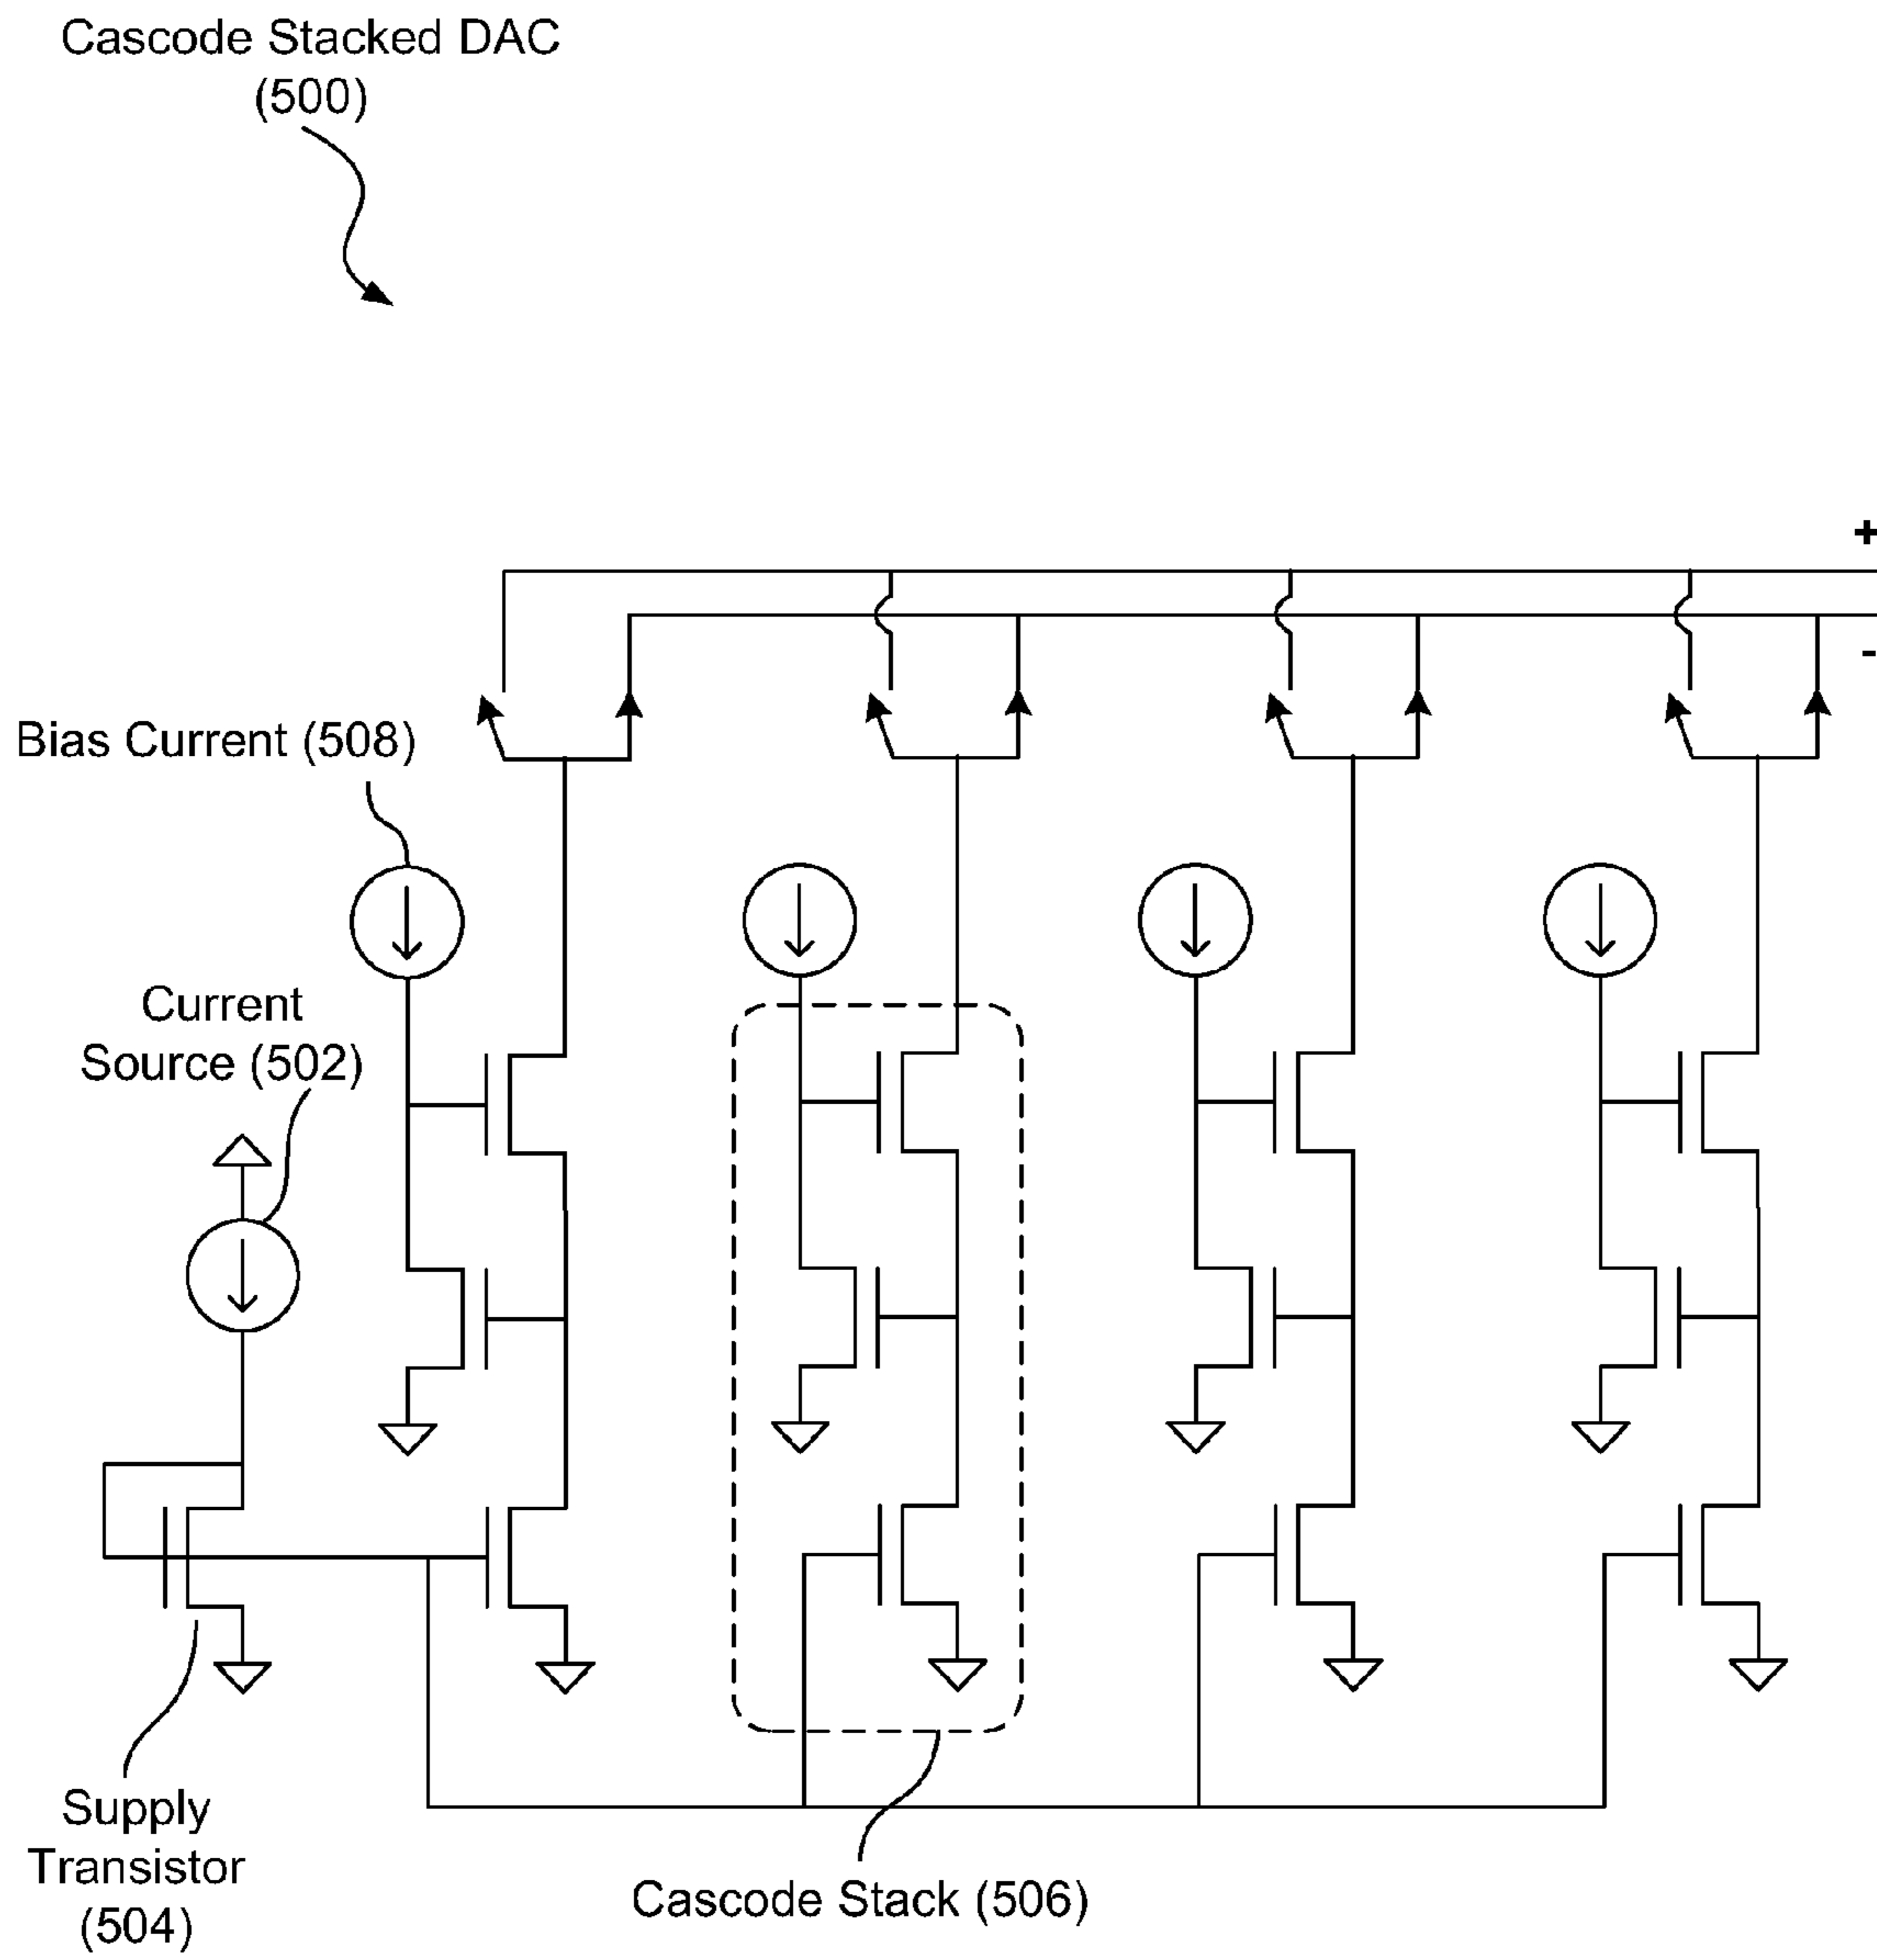 Cascode Stacked DAC
(500)
+
-
Bias Current (508)
Current
Source (502)
Supply
Transistor
(504)
Cascode Stack (506)